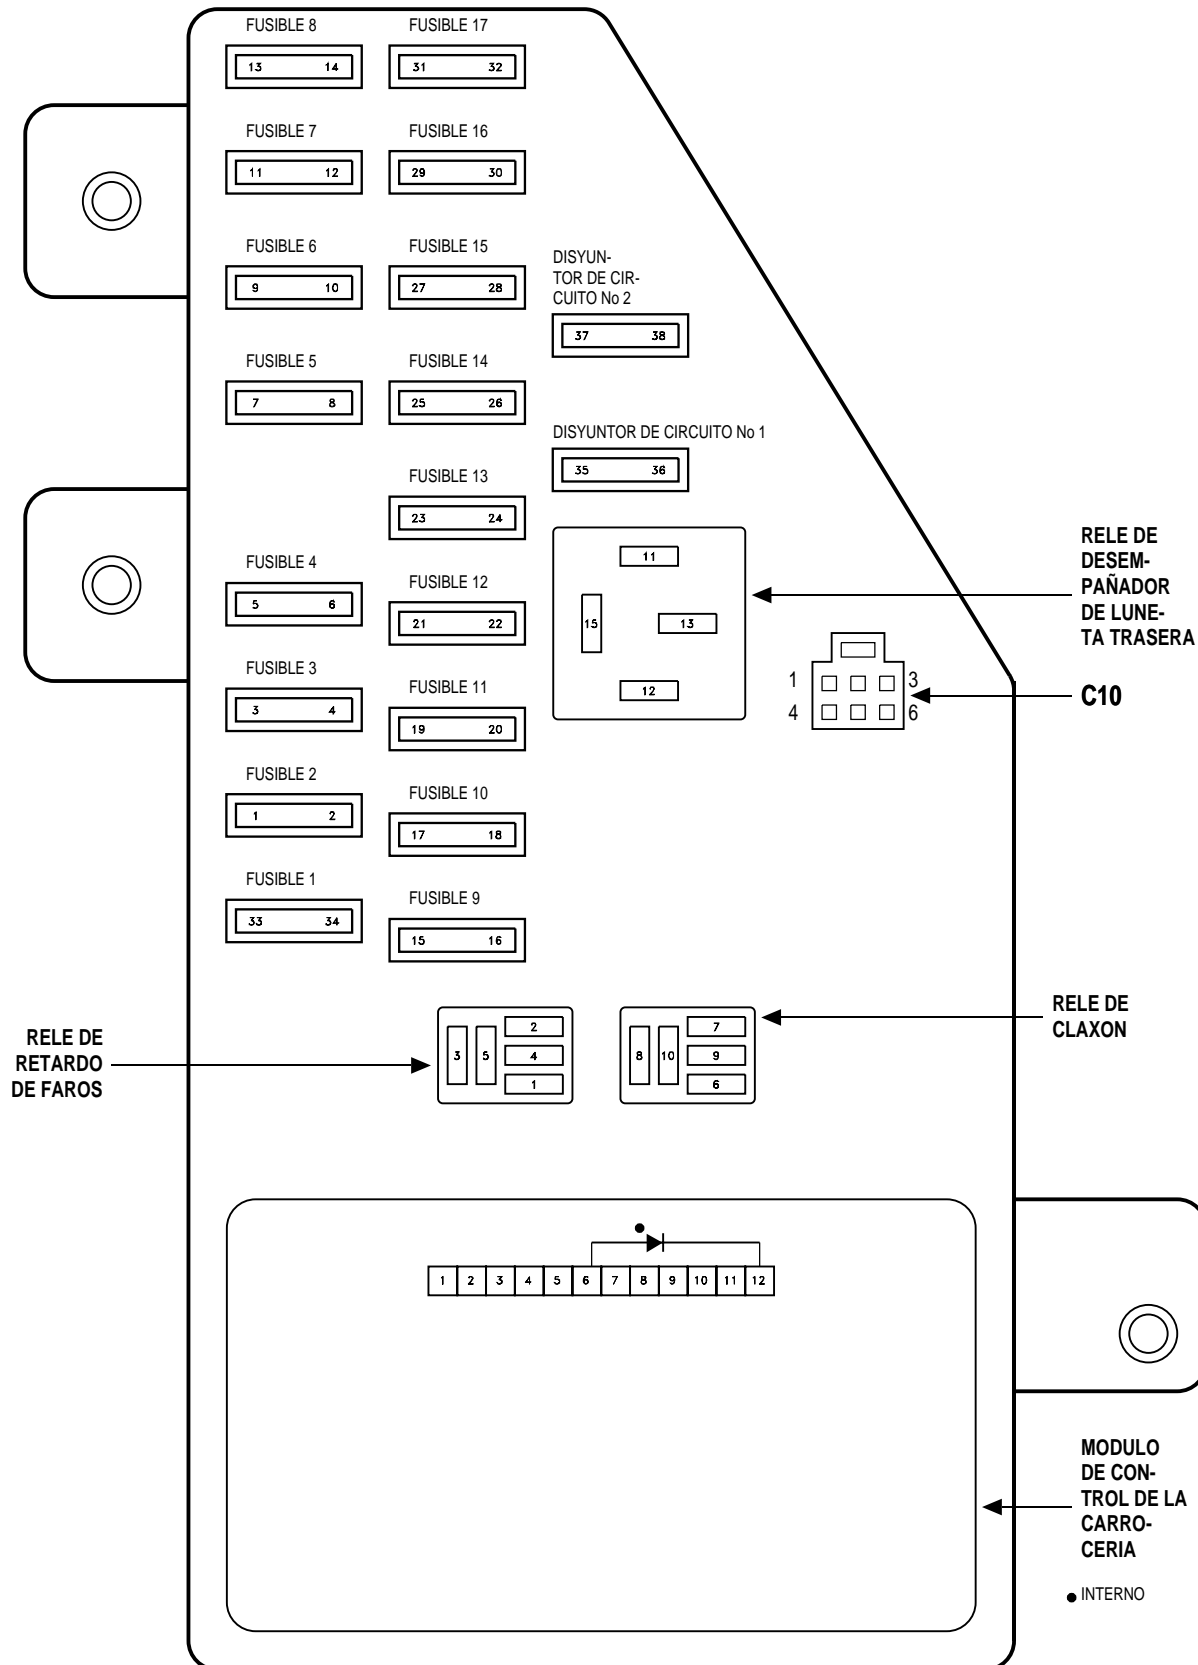 FUSIBLE 8 FUSIBLE 17
13 14 31 32
FUSIBLE 7 FUSIBLE 16
11 12 29 30
FUSIBLE 6 FUSIBLE 15
9 10 27 28
DISYUN-
TOR DE CIR-
CUITO No 2
37 38
FUSIBLE 5 FUSIBLE 14
7 8 25 26
DISYUNTOR DE CIRCUITO No 1
35 36
FUSIBLE 13
23 24
FUSIBLE 4
5 6
FUSIBLE 12
21 22
11
15 13
12
RELE DE
DESEM-
PAÑADOR
DE LUNE-
TA TRASERA
FUSIBLE 3
3 4
FUSIBLE 11
19 20
1 3
4 6
C10
FUSIBLE 2
1 2
FUSIBLE 10
17 18
FUSIBLE 1
33 34
FUSIBLE 9
15 16
RELE DE
RETARDO
DE FAROS
2
3 5 4
1
7
8 10 9
6
RELE DE
CLAXON
1 2 3 4 5 6 7 8 9 10 11 12
MODULO
DE CON-
TROL DE LA
CARRO-
CERIA
● INTERNO